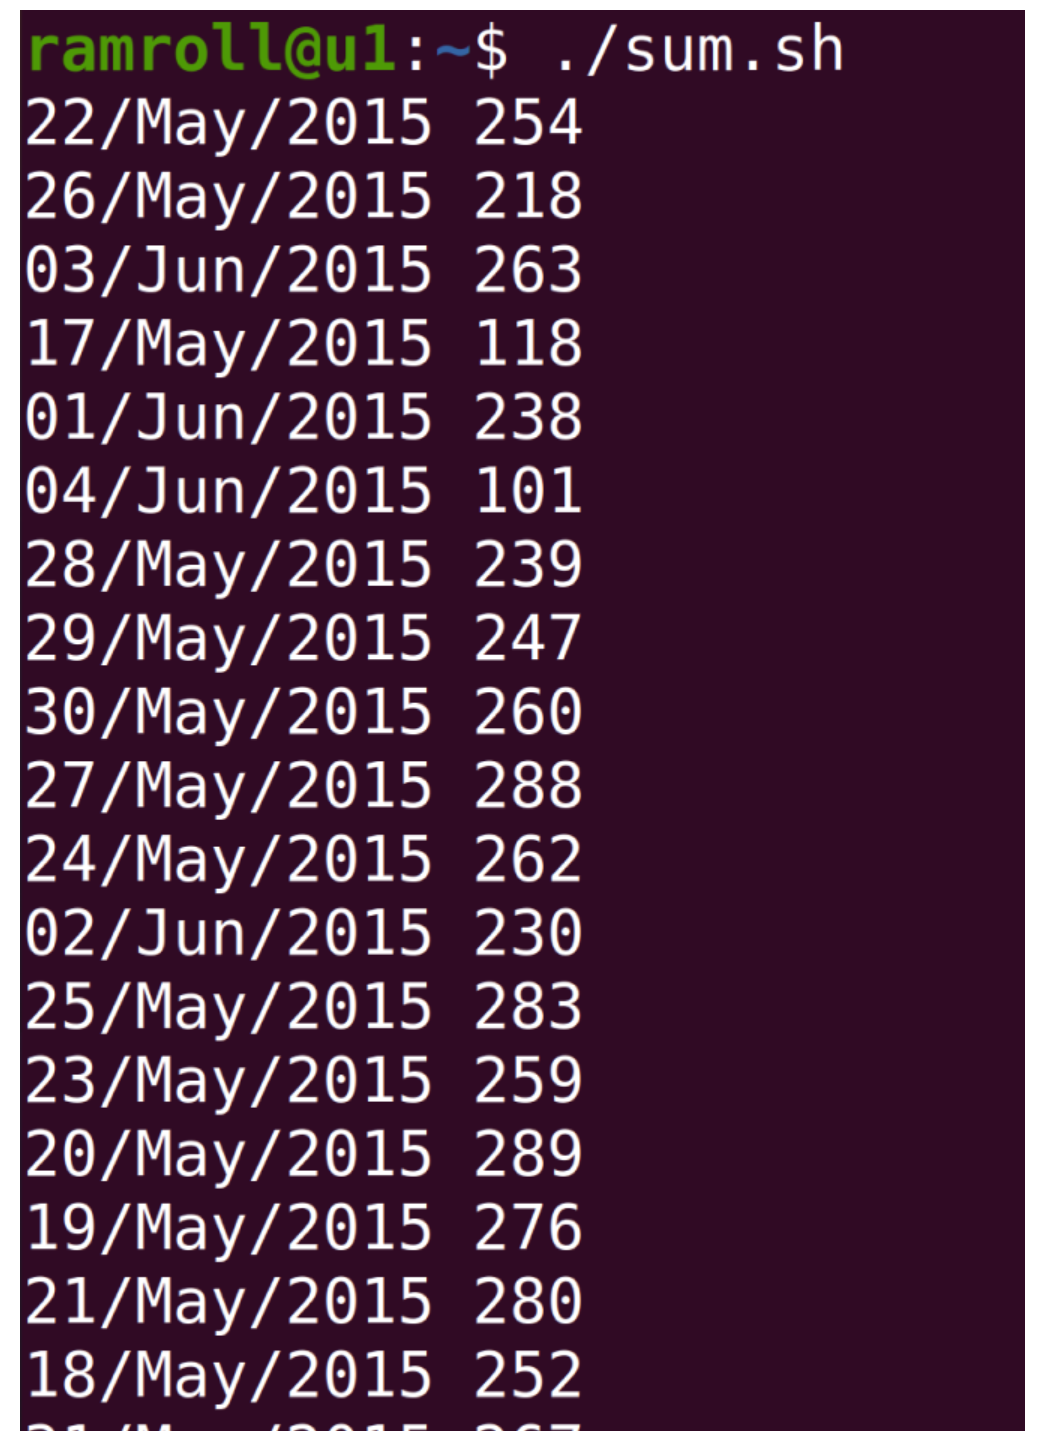 ramroll@u1:~$ ./sum.sh
22/May/2015 254
26/May/2015 218
03/Jun/2015 263
17/May/2015 118
01/Jun/2015 238
04/Jun/2015 101
28/May/2015 239
29/May/2015 247
30/May/2015 260
27/May/2015 288
24/May/2015 262
02/Jun/2015 230
25/May/2015 283
23/May/2015 259
20/May/2015 289
19/May/2015 276
21/May/2015 280
18/May/2015 252